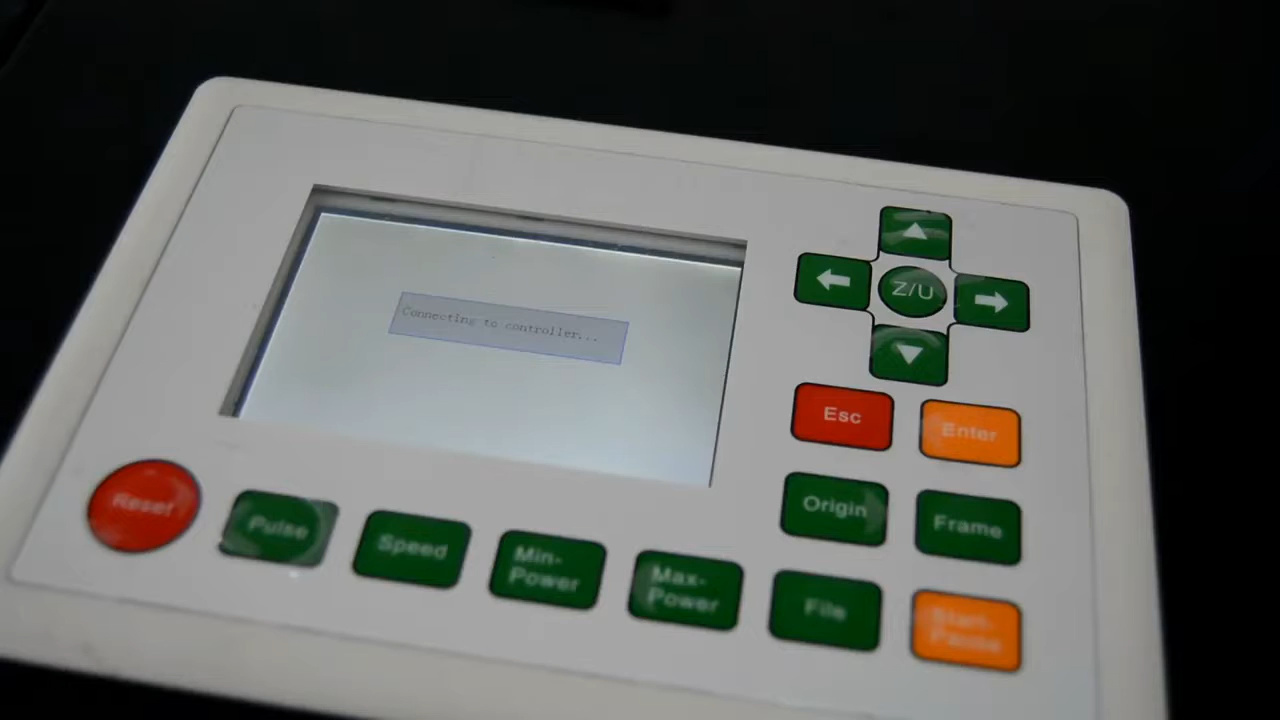 Connecting to controller...
Z/U
Esc
Enter
Origin
Frame
Reset
Pulse
Speed
Min-
Power
Max-
Power
File
Start-
Pause